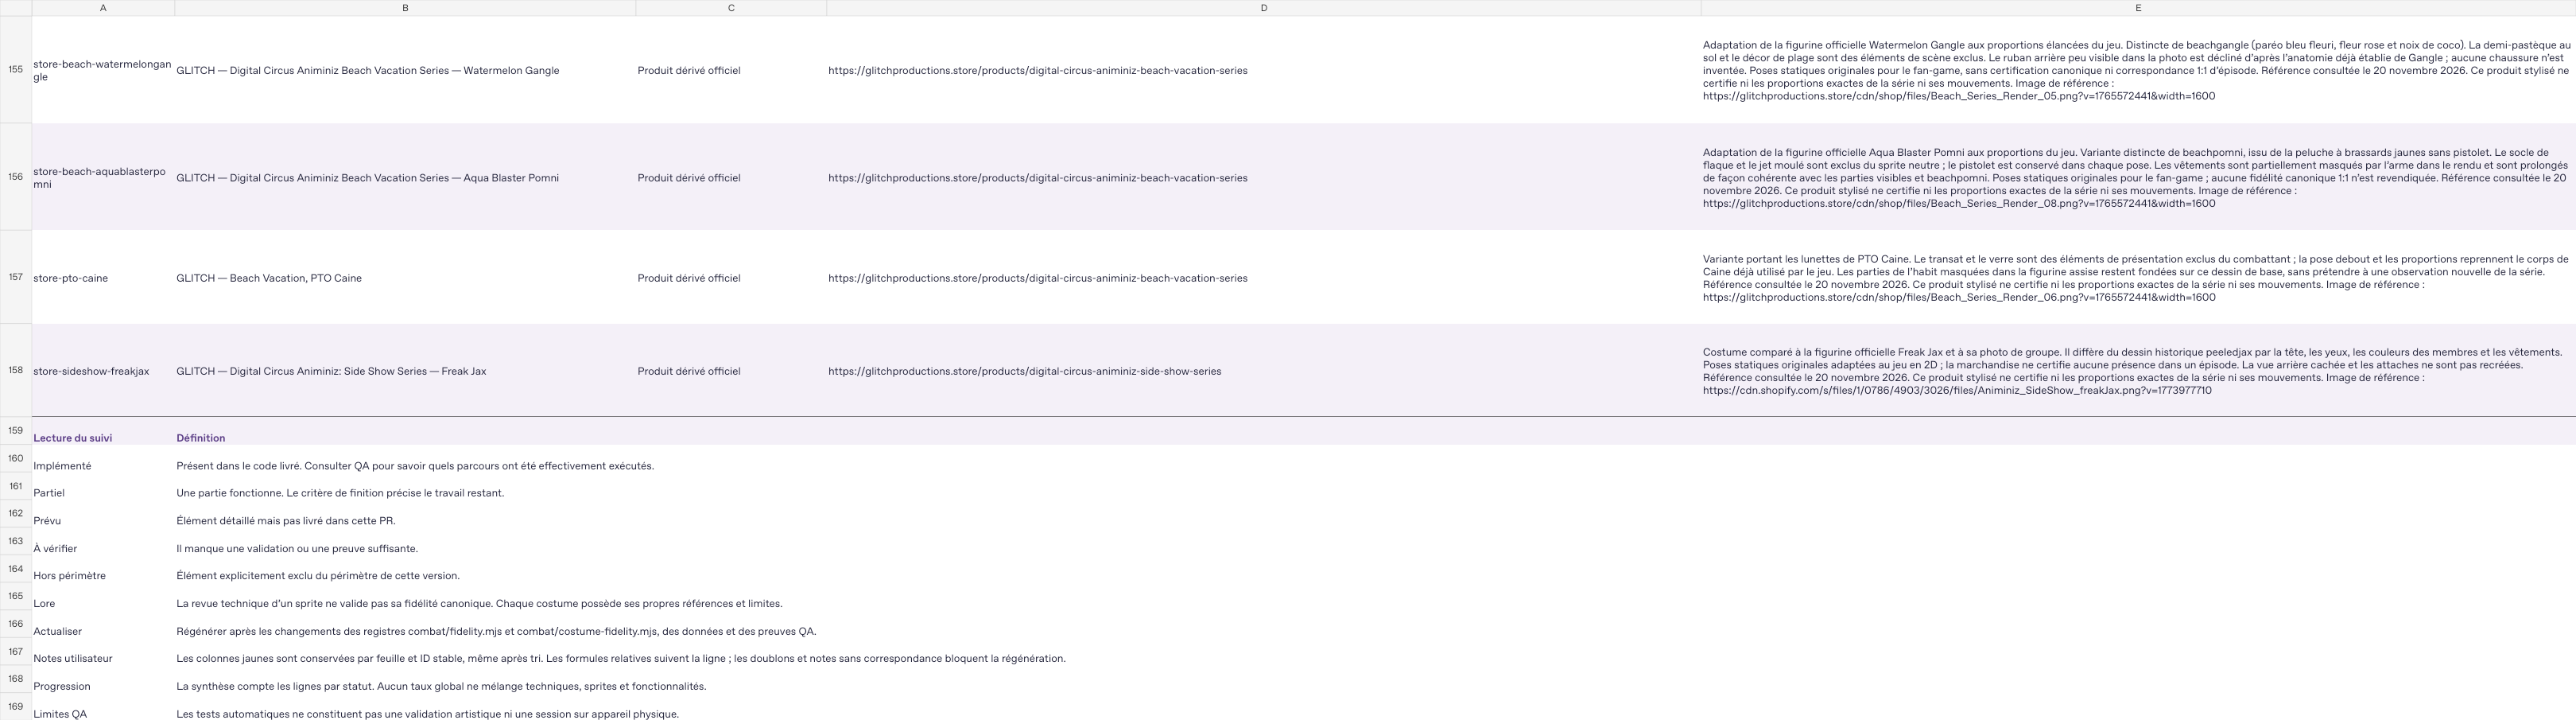 A B C D E
155
store-beach-watermelongan
gle
GLITCH — Digital Circus Animiniz Beach Vacation Series — Watermelon Gangle
Produit dérivé officiel
https://glitchproductions.store/products/digital-circus-animiniz-beach-vacation-series
Adaptation de la figurine officielle Watermelon Gangle aux proportions élancées du jeu. Distincte de beachgangle (paréo bleu fleuri, fleur rose et noix de coco). La demi-pastèque au
sol et le décor de plage sont des éléments de scène exclus. Le ruban arrière peu visible dans la photo est décliné d’après l’anatomie déjà établie de Gangle ; aucune chaussure n’est
inventée. Poses statiques originales pour le fan-game, sans certification canonique ni correspondance 1:1 d’épisode. Référence consultée le 20 novembre 2026. Ce produit stylisé ne
certifie ni les proportions exactes de la série ni ses mouvements. Image de référence :
https://glitchproductions.store/cdn/shop/files/Beach_Series_Render_05.png?v=1765572441&width=1600
156
store-beach-aquablasterpo
mni
GLITCH — Digital Circus Animiniz Beach Vacation Series — Aqua Blaster Pomni
Produit dérivé officiel
https://glitchproductions.store/products/digital-circus-animiniz-beach-vacation-series
Adaptation de la figurine officielle Aqua Blaster Pomni aux proportions du jeu. Variante distincte de beachpomni, issu de la peluche à brassards jaunes sans pistolet. Le socle de
flaque et le jet moulé sont exclus du sprite neutre ; le pistolet est conservé dans chaque pose. Les vêtements sont partiellement masqués par l’arme dans le rendu et sont prolongés
de façon cohérente avec les parties visibles et beachpomni. Poses statiques originales pour le fan-game ; aucune fidélité canonique 1:1 n’est revendiquée. Référence consultée le 20
novembre 2026. Ce produit stylisé ne certifie ni les proportions exactes de la série ni ses mouvements. Image de référence :
https://glitchproductions.store/cdn/shop/files/Beach_Series_Render_08.png?v=1765572441&width=1600
157
store-pto-caine
GLITCH — Beach Vacation, PTO Caine
Produit dérivé officiel
https://glitchproductions.store/products/digital-circus-animiniz-beach-vacation-series
Variante portant les lunettes de PTO Caine. Le transat et le verre sont des éléments de présentation exclus du combattant ; la pose debout et les proportions reprennent le corps de
Caine déjà utilisé par le jeu. Les parties de l’habit masquées dans la figurine assise restent fondées sur ce dessin de base, sans prétendre à une observation nouvelle de la série.
Référence consultée le 20 novembre 2026. Ce produit stylisé ne certifie ni les proportions exactes de la série ni ses mouvements. Image de référence :
https://glitchproductions.store/cdn/shop/files/Beach_Series_Render_06.png?v=1765572441&width=1600
158
store-sideshow-freakjax
GLITCH — Digital Circus Animiniz: Side Show Series — Freak Jax
Produit dérivé officiel
https://glitchproductions.store/products/digital-circus-animiniz-side-show-series
Costume comparé à la figurine officielle Freak Jax et à sa photo de groupe. Il diffère du dessin historique peeledjax par la tête, les yeux, les couleurs des membres et les vêtements.
Poses statiques originales adaptées au jeu en 2D ; la marchandise ne certifie aucune présence dans un épisode. La vue arrière cachée et les attaches ne sont pas recréées.
Référence consultée le 20 novembre 2026. Ce produit stylisé ne certifie ni les proportions exactes de la série ni ses mouvements. Image de référence :
https://cdn.shopify.com/s/files/1/0786/4903/3026/files/Animiniz_SideShow_freakJax.png?v=1773977710
159 Lecture du suivi Définition
160 Implémenté Présent dans le code livré. Consulter QA pour savoir quels parcours ont été effectivement exécutés.
161 Partiel Une partie fonctionne. Le critère de finition précise le travail restant.
162 Prévu Élément détaillé mais pas livré dans cette PR.
163 À vérifier Il manque une validation ou une preuve suffisante.
164 Hors périmètre Élément explicitement exclu du périmètre de cette version.
165 Lore La revue technique d’un sprite ne valide pas sa fidélité canonique. Chaque costume possède ses propres références et limites.
166 Actualiser Régénérer après les changements des registres combat/fidelity.mjs et combat/costume-fidelity.mjs, des données et des preuves QA.
167 Notes utilisateur Les colonnes jaunes sont conservées par feuille et ID stable, même après tri. Les formules relatives suivent la ligne ; les doublons et notes sans correspondance bloquent la régénération.
168 Progression La synthèse compte les lignes par statut. Aucun taux global ne mélange techniques, sprites et fonctionnalités.
169 Limites QA Les tests automatiques ne constituent pas une validation artistique ni une session sur appareil physique.